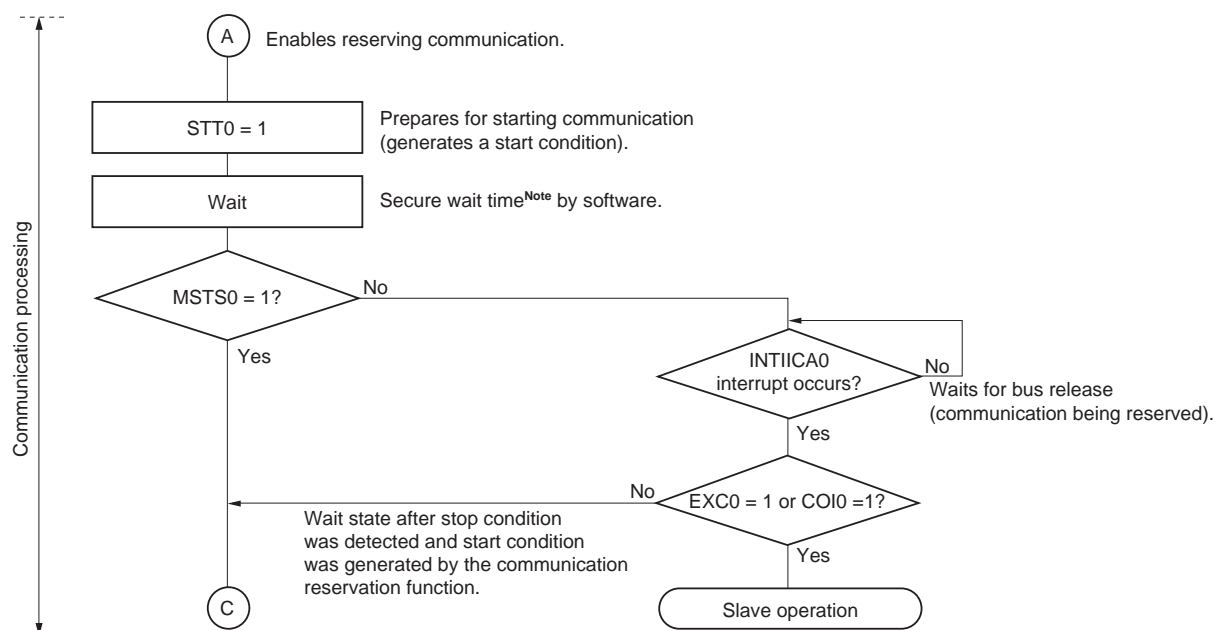 A
Enables reserving communication.
STT0 = 1
Prepares for starting communication
(generates a start condition).
Wait
Secure wait timeNote by software.
MSTS0 = 1?
No
Yes
INTIICA0
interrupt occurs?
No
Waits for bus release
(communication being reserved).
Yes
EXC0 = 1 or COI0 =1?
No
Wait state after stop condition
was detected and start condition
was generated by the communication
reservation function.
Yes
C
Slave operation
Communication processing